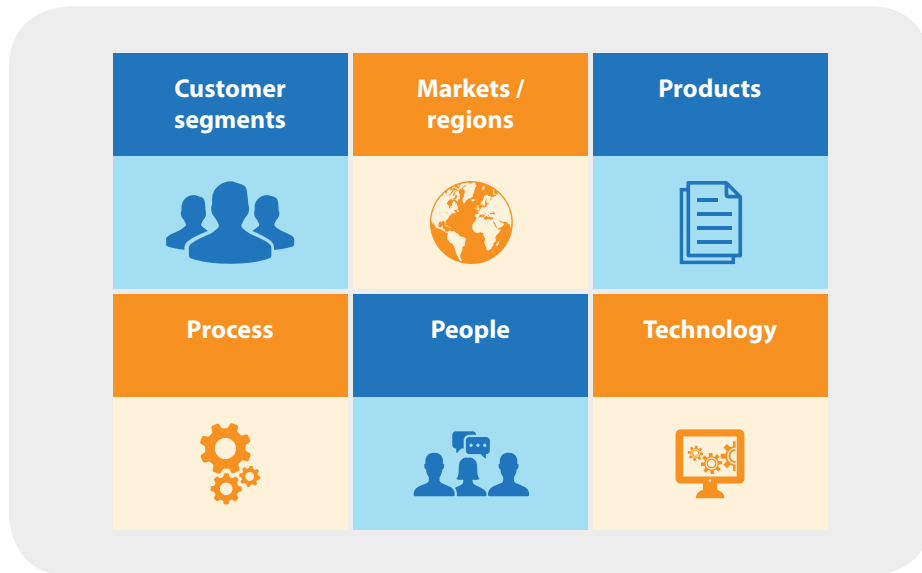 Customer
segments
Markets /
regions
Products
Process
People
Technology